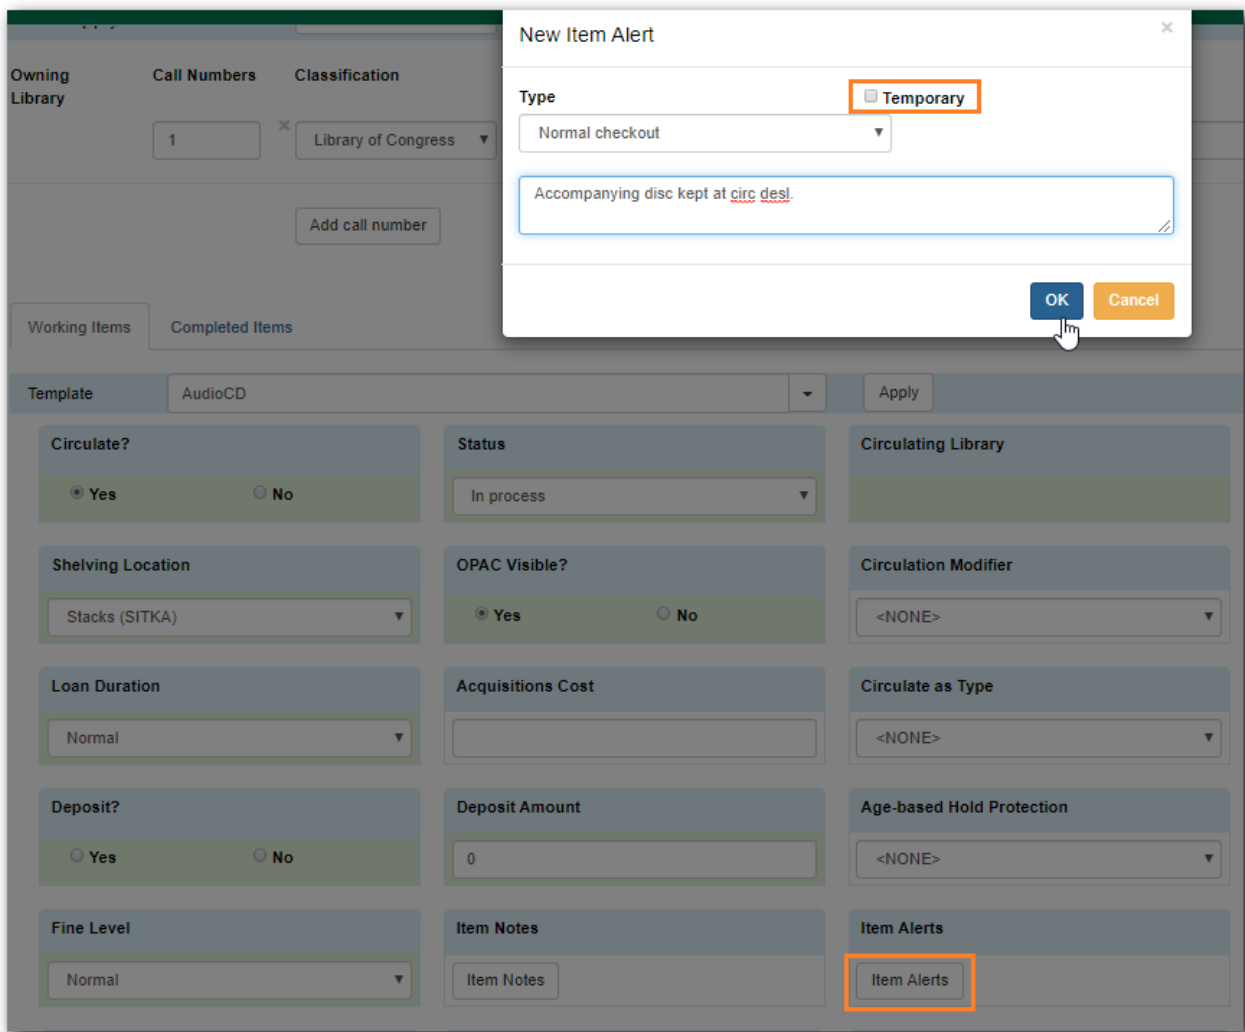 New Item Alert
×
Owning
Library
Call Numbers
Classification
Type
Temporary
1
×
Library of Congress
Normal checkout
Accompanying disc kept at circ desl.
Add call number
OK
Cancel
Working Items
Completed Items
Template
AudioCD
Apply
Circulate?
Status
Circulating Library
Yes
No
In process
Shelving Location
OPAC Visible?
Circulation Modifier
Stacks (SITKA)
Yes
No
<NONE>
Loan Duration
Acquisitions Cost
Circulate as Type
Normal
<NONE>
Deposit?
Deposit Amount
Age-based Hold Protection
Yes
No
0
<NONE>
Fine Level
Item Notes
Item Alerts
Normal
Item Notes
Item Alerts